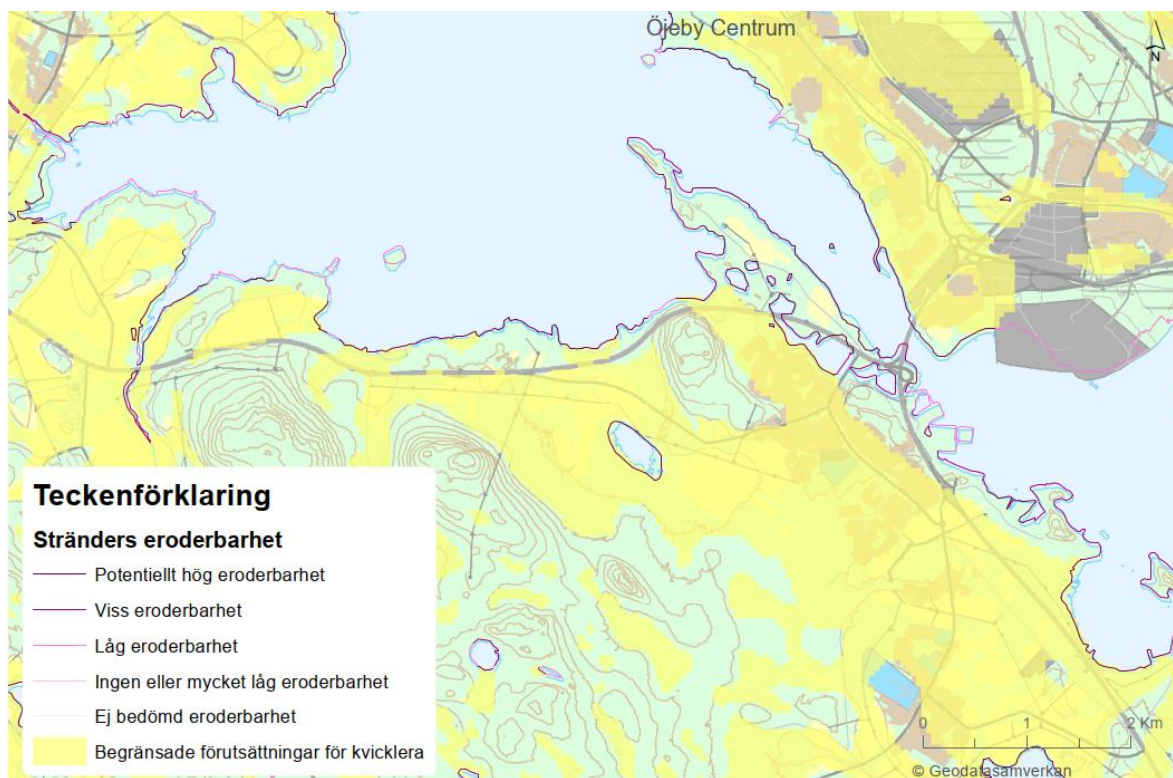 Öjeby Centrum
N
Teckenförklaring
Stränders eroderbarhet
Potentiellt hög eroderbarhet
Viss eroderbarhet
Låg eroderbarhet
Ingen eller mycket låg eroderbarhet
Ej bedömd eroderbarhet
Begränsade förutsättningar för kvicklera
0 1 2 Km
© Geodatasamverkan